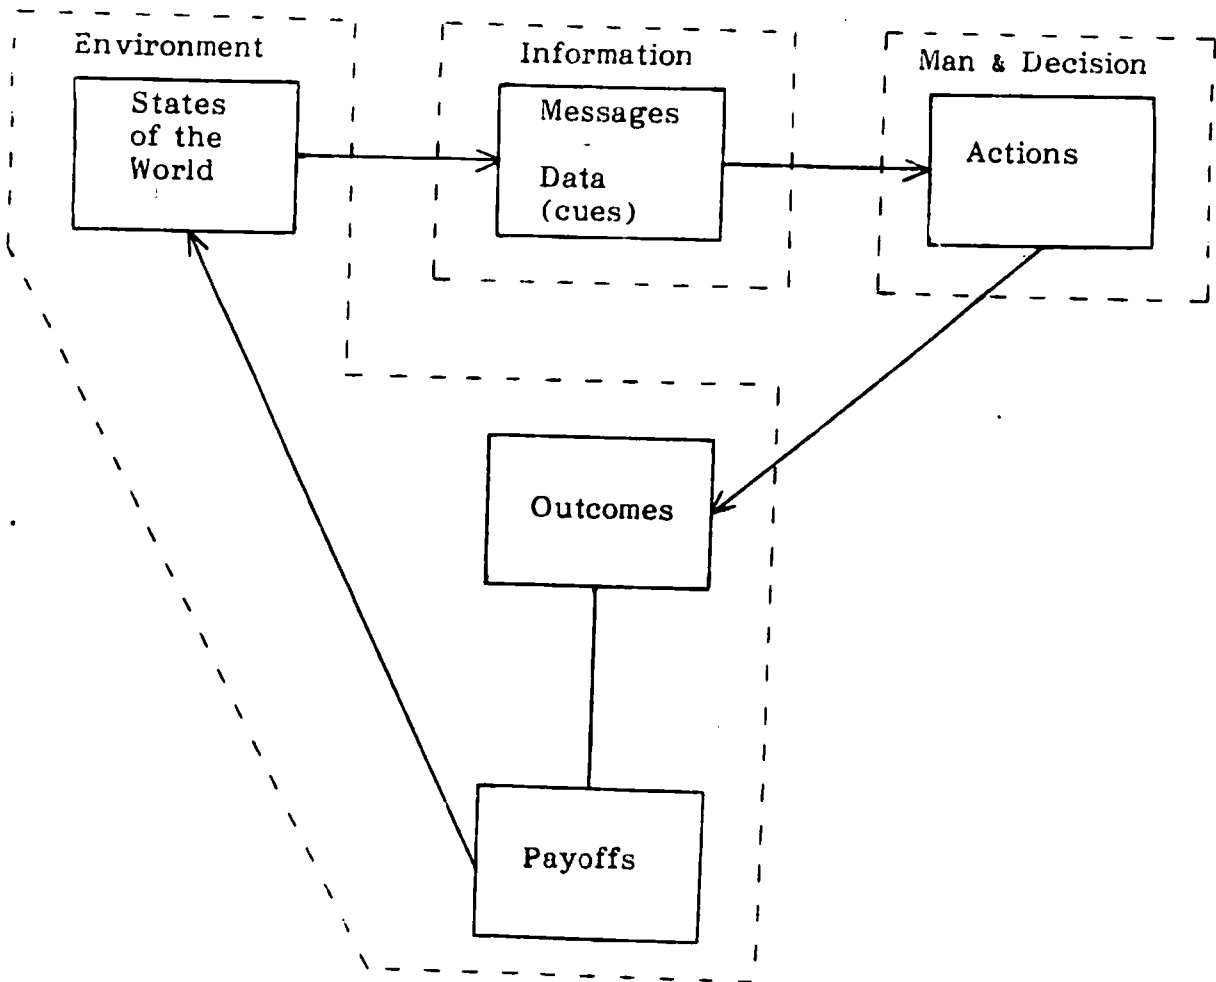 Environment
States
of the
World
Information
Messages
Data
(cues)
Man & Decision
Actions
Outcomes
Payoffs